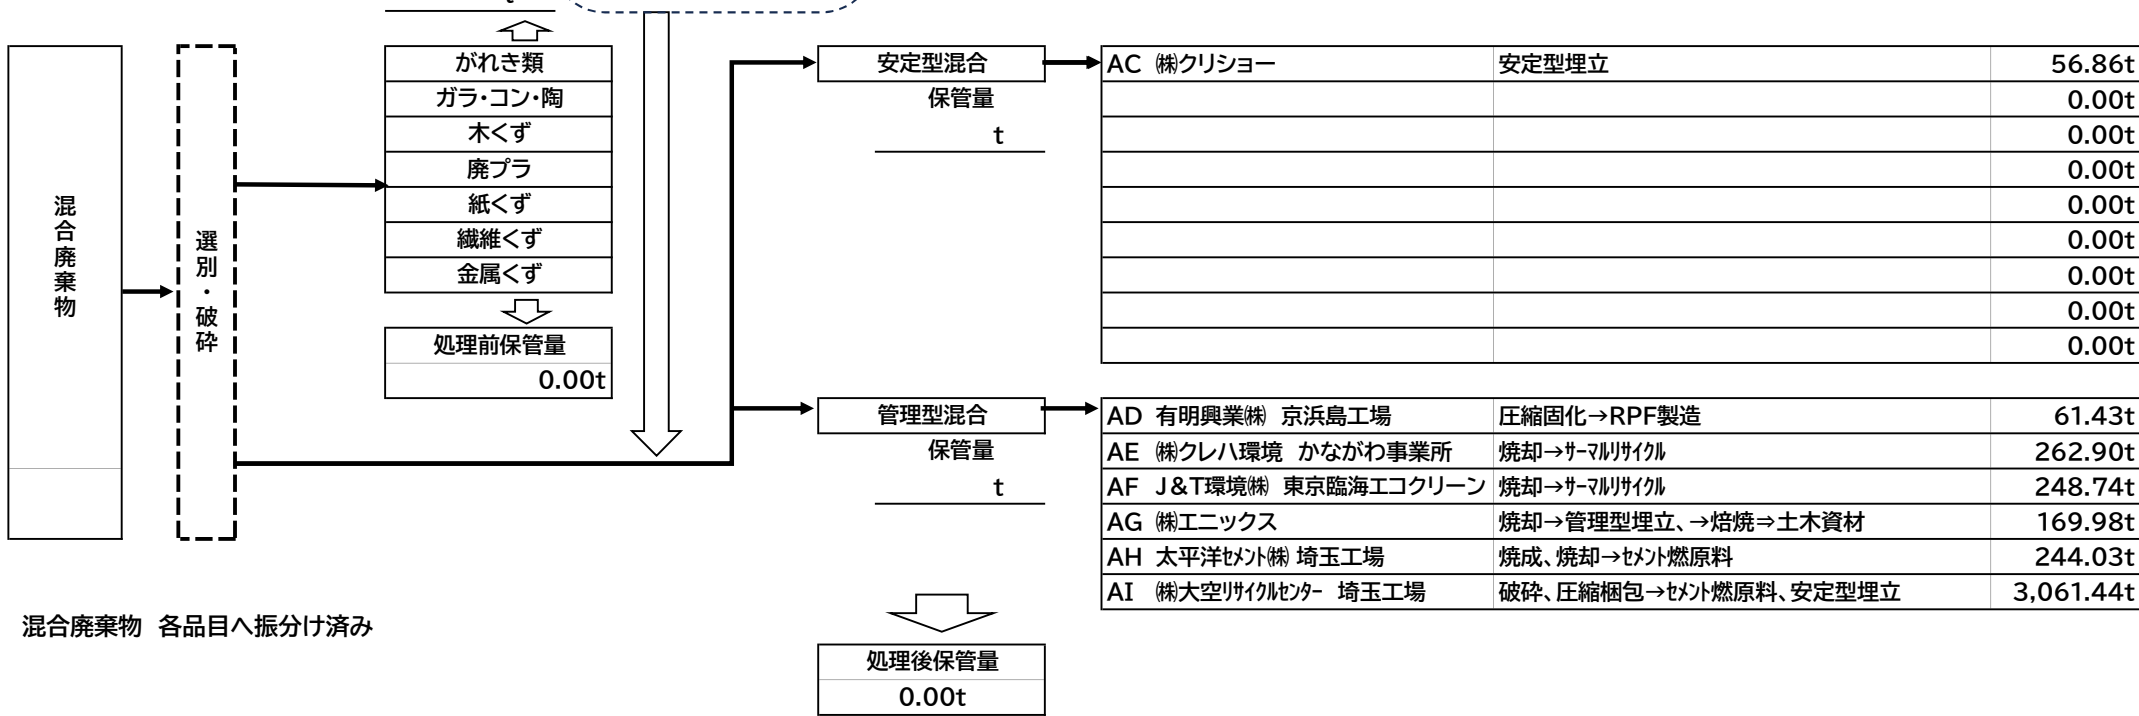 t
混合廃棄物
選別・破砕
がれき類
ガラ・コン・陶
木くず
廃プラ
紙くず
繊維くず
金属くず
処理前保管量
0.00t
安定型混合
保管量
t
AC ㈱クリショー 安定型埋立 56.86t
0.00t
0.00t
0.00t
0.00t
0.00t
0.00t
0.00t
0.00t
管理型混合
保管量
t
AD 有明興業㈱ 京浜島工場 圧縮固化→RPF製造 61.43t
AE ㈱クレハ環境 かながわ事業所 焼却→ｻｰﾏﾙﾘｻｲｸﾙ 262.90t
AF J＆T環境㈱ 東京臨海エコクリーン 焼却→ｻｰﾏﾙﾘｻｲｸﾙ 248.74t
AG ㈱エニックス 焼却→管理型埋立、→焙焼⇒土木資材 169.98t
AH 太平洋ｾﾒﾝﾄ㈱ 埼玉工場 焼成、焼却→ｾﾒﾝﾄ燃原料 244.03t
AI ㈱大空ﾘｻｲｸﾙｾﾝﾀｰ 埼玉工場 破砕、圧縮梱包→ｾﾒﾝﾄ燃原料、安定型埋立 3,061.44t
混合廃棄物 各品目へ振分け済み
処理後保管量
0.00t